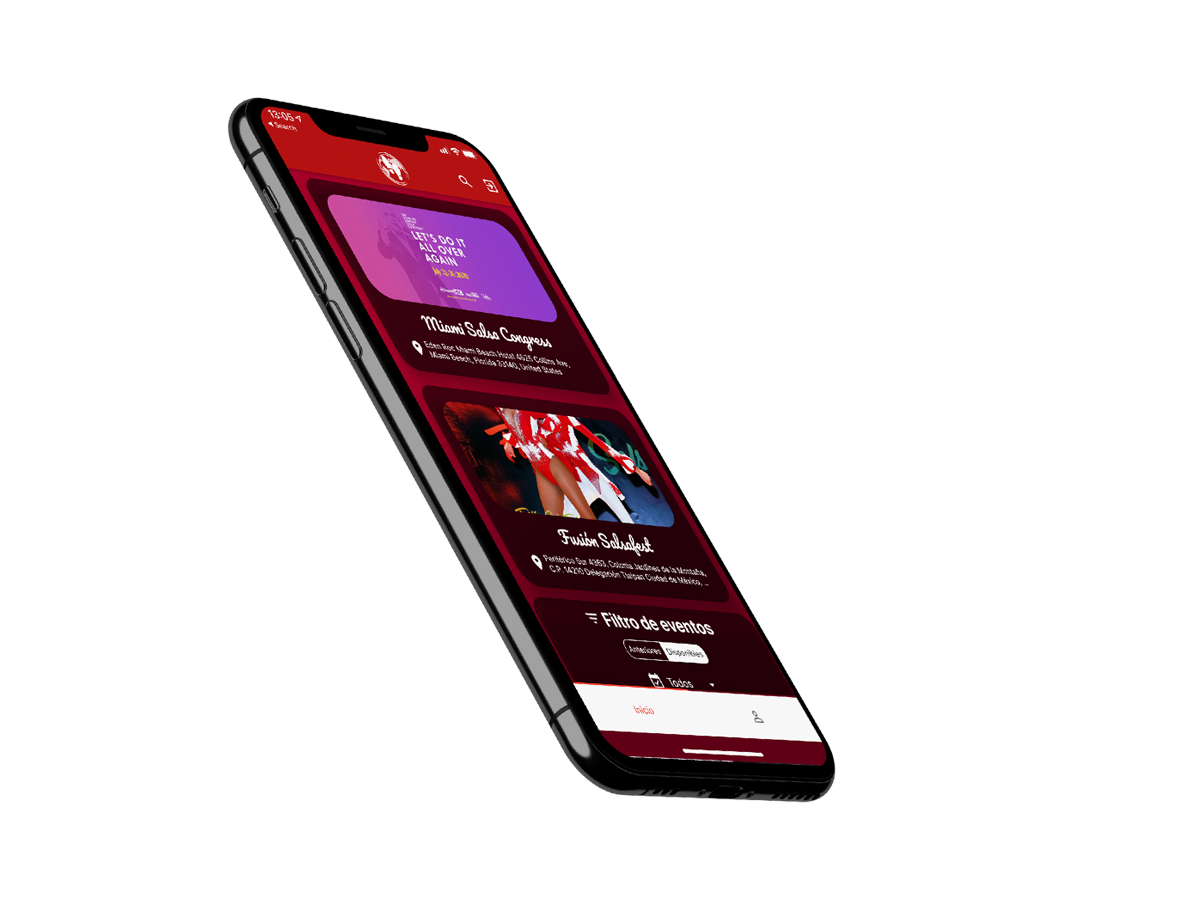 13:05
Search
LET'S DO IT
ALL OVER
AGAIN
Miami Salsa Congress
Eden Roc Miami Beach Hotel 4525 Collins Ave,
Miami Beach, Florida 33140, United States
Fusión Salsafest
Periférico Sur 4363, Colonia Jardines de la Montaña,
C.P. 14210 Delegación Tlalpan Ciudad de México, ...
Filtro de eventos
Anteriores Disponibles
Todos
Inicio